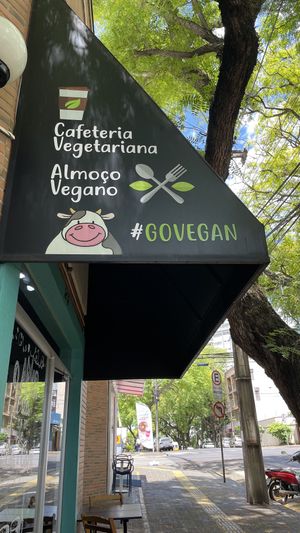 Cafeteria
Vegetariana
Almoço
Vegano
#GOVEGAN
E